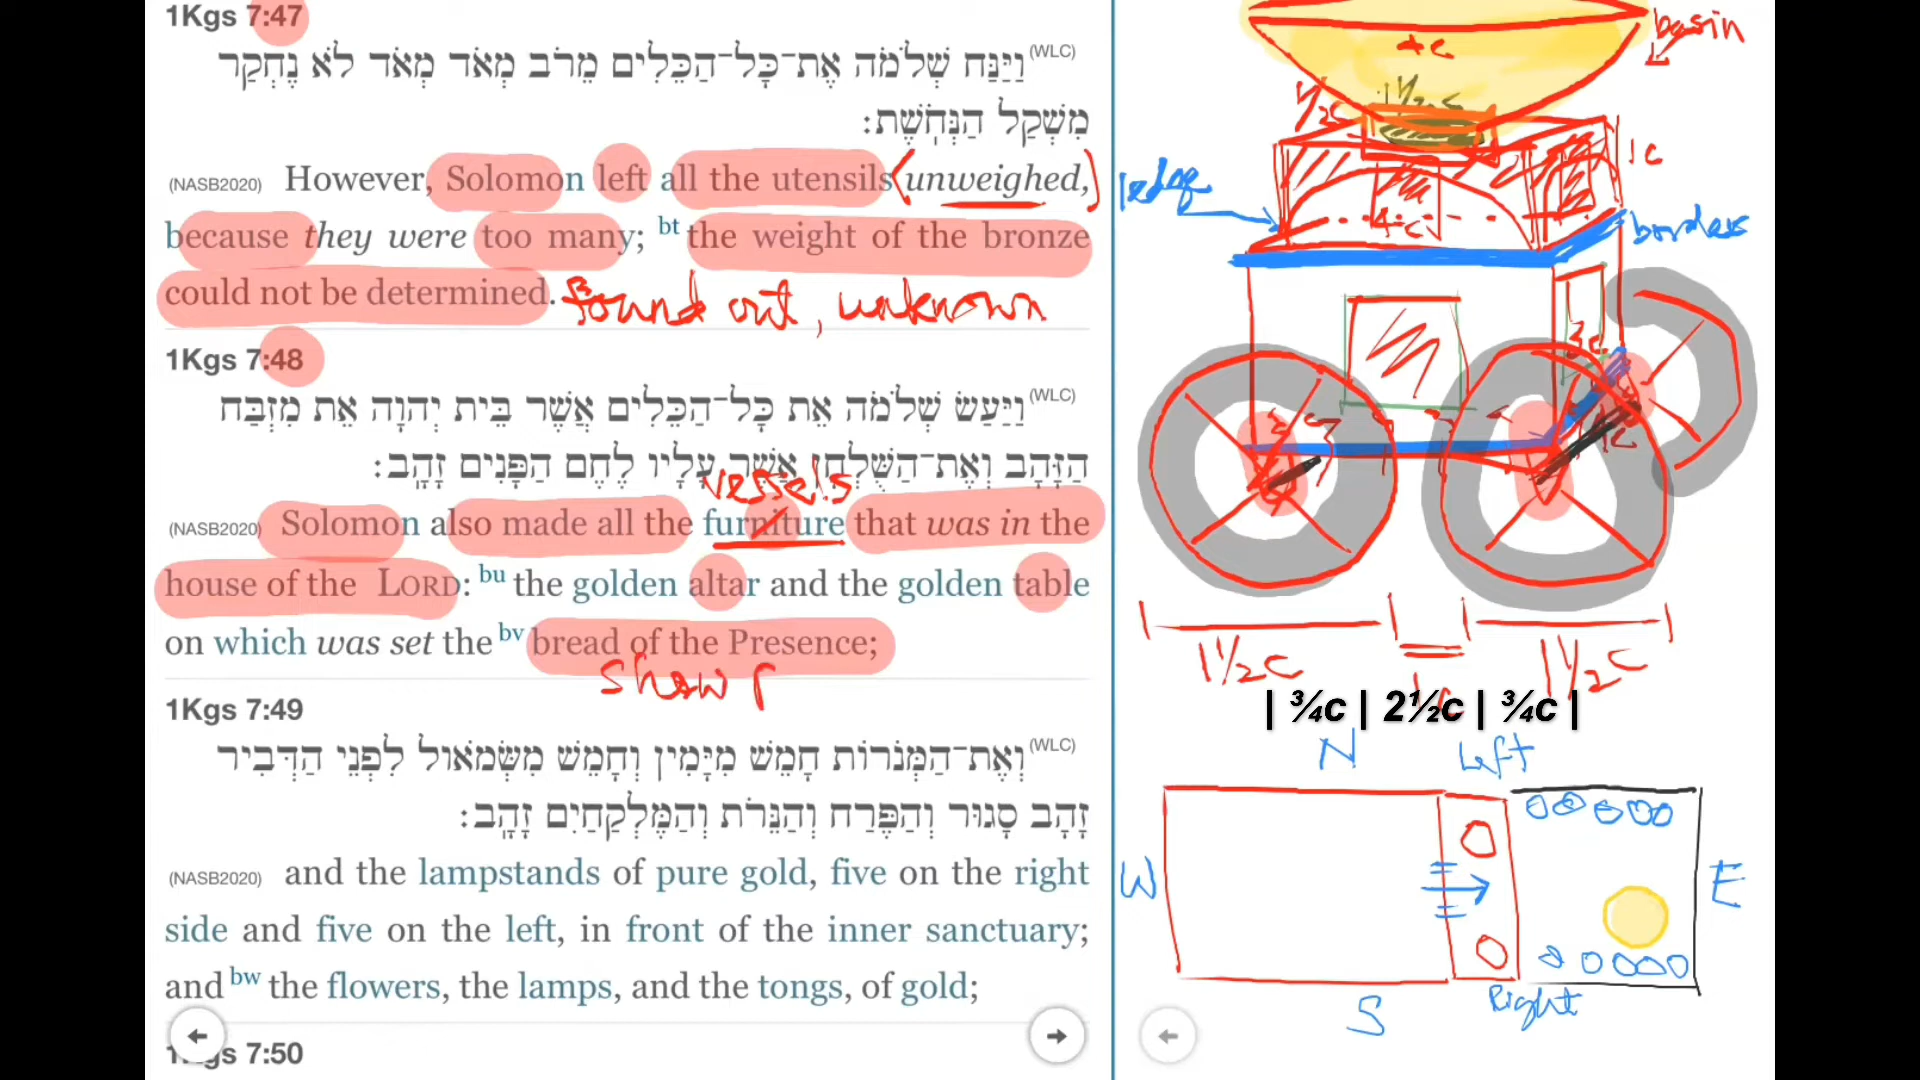 1Kgs 7:47
וַיַּנַּח שְׁלֹמֹה אֶת־כָּל־הַכֵּלִים מֵרֹב מְאֹד מְאֹד לֹא נֶחְקַר (WLC)
מִשְׁקַל הַנְּחֹשֶׁת׃
(NASB2020) However, Solomon left all the utensils (unweighed,)
because they were too many; bt the weight of the bronze
could not be determined. found out, unknown
1Kgs 7:48
וַיַּעַשׂ שְׁלֹמֹה אֵת כָּל־הַכֵּלִים אֲשֶׁר בֵּית יְהוָה אֵת מִזְבַּח (WLC)
הַזָּהָב וְאֶת־הַשֻּׁלְחָן אֲשֶׁר עָלָיו לֶחֶם הַפָּנִים זָהָב׃
vessels
(NASB2020) Solomon also made all the furniture that was in the
house of the LORD: bu the golden altar and the golden table
on which was set the bv bread of the Presence;
show
1Kgs 7:49
וְאֶת־הַמְּנֹרוֹת חָמֵשׁ מִיָּמִין וְחָמֵשׁ מִשְּׂמֹאול לִפְנֵי הַדְּבִיר (WLC)
זָהָב סָגוּר וְהַפֶּרַח וְהַנֵּרֹת וְהַמֶּלְקַחַיִם זָהָב׃
(NASB2020) and the lampstands of pure gold, five on the right
side and five on the left, in front of the inner sanctuary;
and bw the flowers, the lamps, and the tongs, of gold;
7:50
basin
4c
1/2c
1c
ledge
4c
borders
3c
1c
1½c
1½c
| ¾c | 2½c | ¾c |
N Left
W
E
S
Right